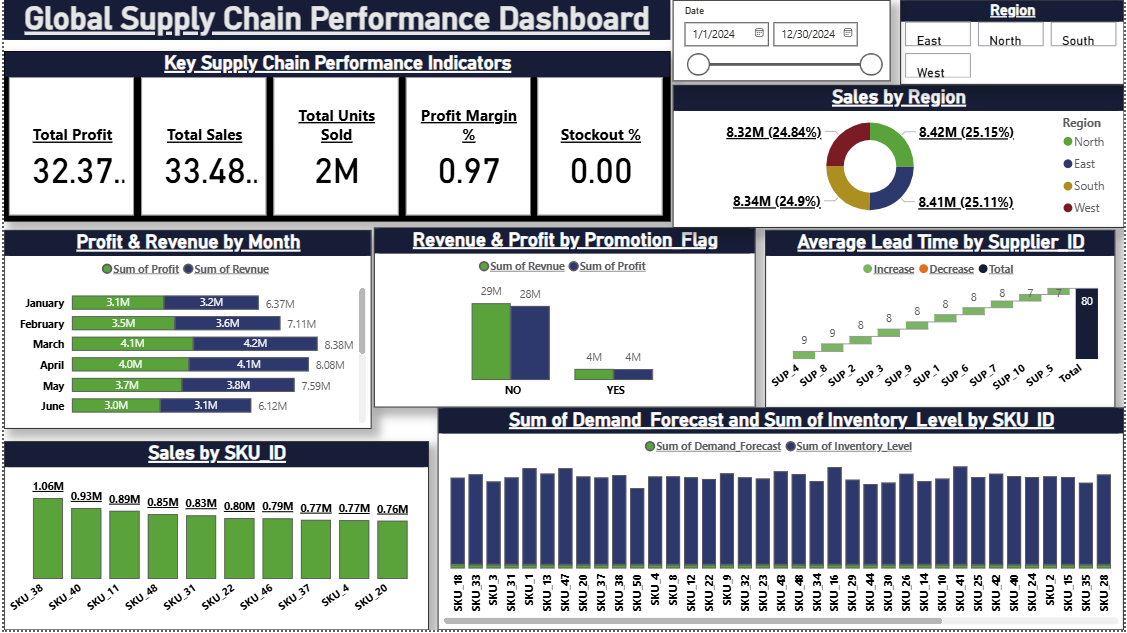 Global Supply Chain Performance Dashboard
Date
1/1/2024
12/30/2024
Region
East
North
South
West
Key Supply Chain Performance Indicators
Total Profit
32.37..
Total Sales
33.48..
Total Units
Sold
2M
Profit Margin
%
0.97
Stockout %
0.00
Sales by Region
8.32M (24.84%)
8.42M (25.15%)
8.34M (24.9%)
8.41M (25.11%)
Region
North
East
South
West
Profit & Revenue by Month
Sum of Profit Sum of Revnue
January 3.1M 3.2M 6.37M
February 3.5M 3.6M 7.11M
March 4.1M 4.2M 8.38M
April 4.0M 4.1M 8.08M
May 3.7M 3.8M 7.59M
June 3.0M 3.1M 6.12M
Revenue & Profit by Promotion_Flag
Sum of Revnue Sum of Profit
29M 28M
4M 4M
NO YES
Average Lead Time by Supplier_ID
Increase Decrease Total
9 9 8 8 8 8 8 8 7 7 80
SUP_4 SUP_8 SUP_2 SUP_3 SUP_9 SUP_1 SUP_6 SUP_7 SUP_10 SUP_5 Total
Sales by SKU_ID
1.06M 0.93M 0.89M 0.85M 0.83M 0.80M 0.79M 0.77M 0.77M 0.76M
SKU_38 SKU_40 SKU_11 SKU_48 SKU_31 SKU_22 SKU_46 SKU_37 SKU_4 SKU_20
Sum of Demand_Forecast and Sum of Inventory_Level by SKU_ID
Sum of Demand_Forecast Sum of Inventory_Level
SKU_18 SKU_33 SKU_3 SKU_31 SKU_1 SKU_13 SKU_47 SKU_20 SKU_37 SKU_38 SKU_50 SKU_4 SKU_8 SKU_12 SKU_22 SKU_9 SKU_32 SKU_23 SKU_43 SKU_48 SKU_34 SKU_16 SKU_29 SKU_44 SKU_30 SKU_26 SKU_14 SKU_10 SKU_41 SKU_25 SKU_42 SKU_40 SKU_24 SKU_2 SKU_15 SKU_35 SKU_28